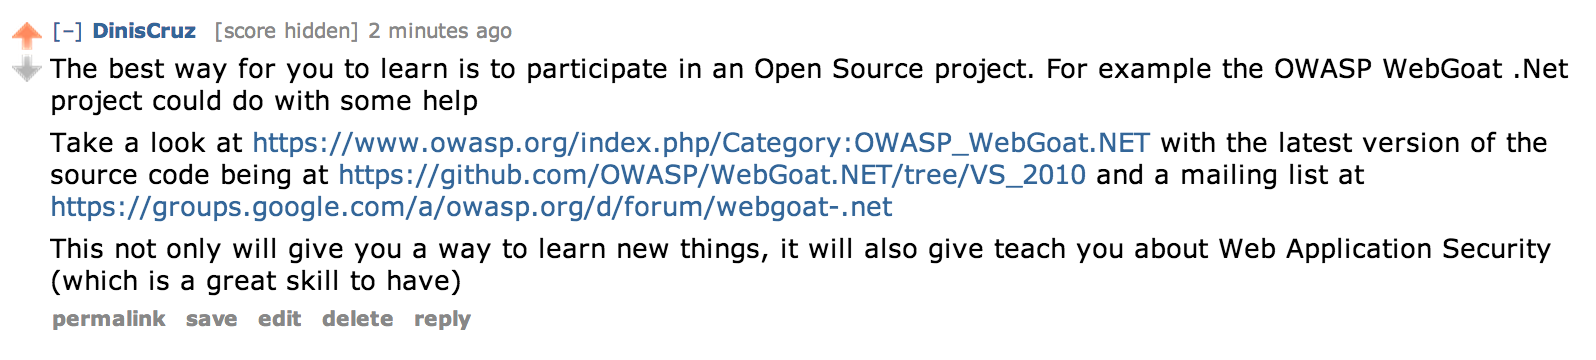 [–] DinisCruz [score hidden] 2 minutes ago
The best way for you to learn is to participate in an Open Source project. For example the OWASP WebGoat .Net
project could do with some help
Take a look at https://www.owasp.org/index.php/Category:OWASP_WebGoat.NET with the latest version of the
source code being at https://github.com/OWASP/WebGoat.NET/tree/VS_2010 and a mailing list at
https://groups.google.com/a/owasp.org/d/forum/webgoat-.net
This not only will give you a way to learn new things, it will also give teach you about Web Application Security
(which is a great skill to have)
permalink save edit delete reply